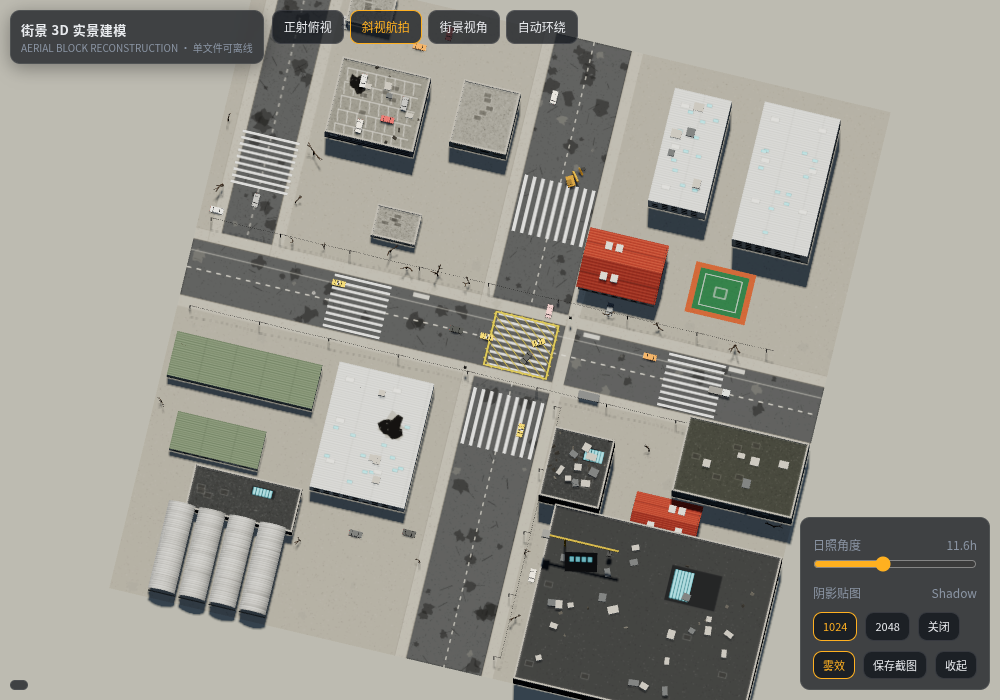 街景 3D 实景建模
AERIAL BLOCK RECONSTRUCTION · 单文件可离线
正射俯视
斜视航拍
街景视角
自动环绕
日照角度 11.6h
阴影贴图 Shadow
1024 2048 关闭
雾效 保存截图 收起